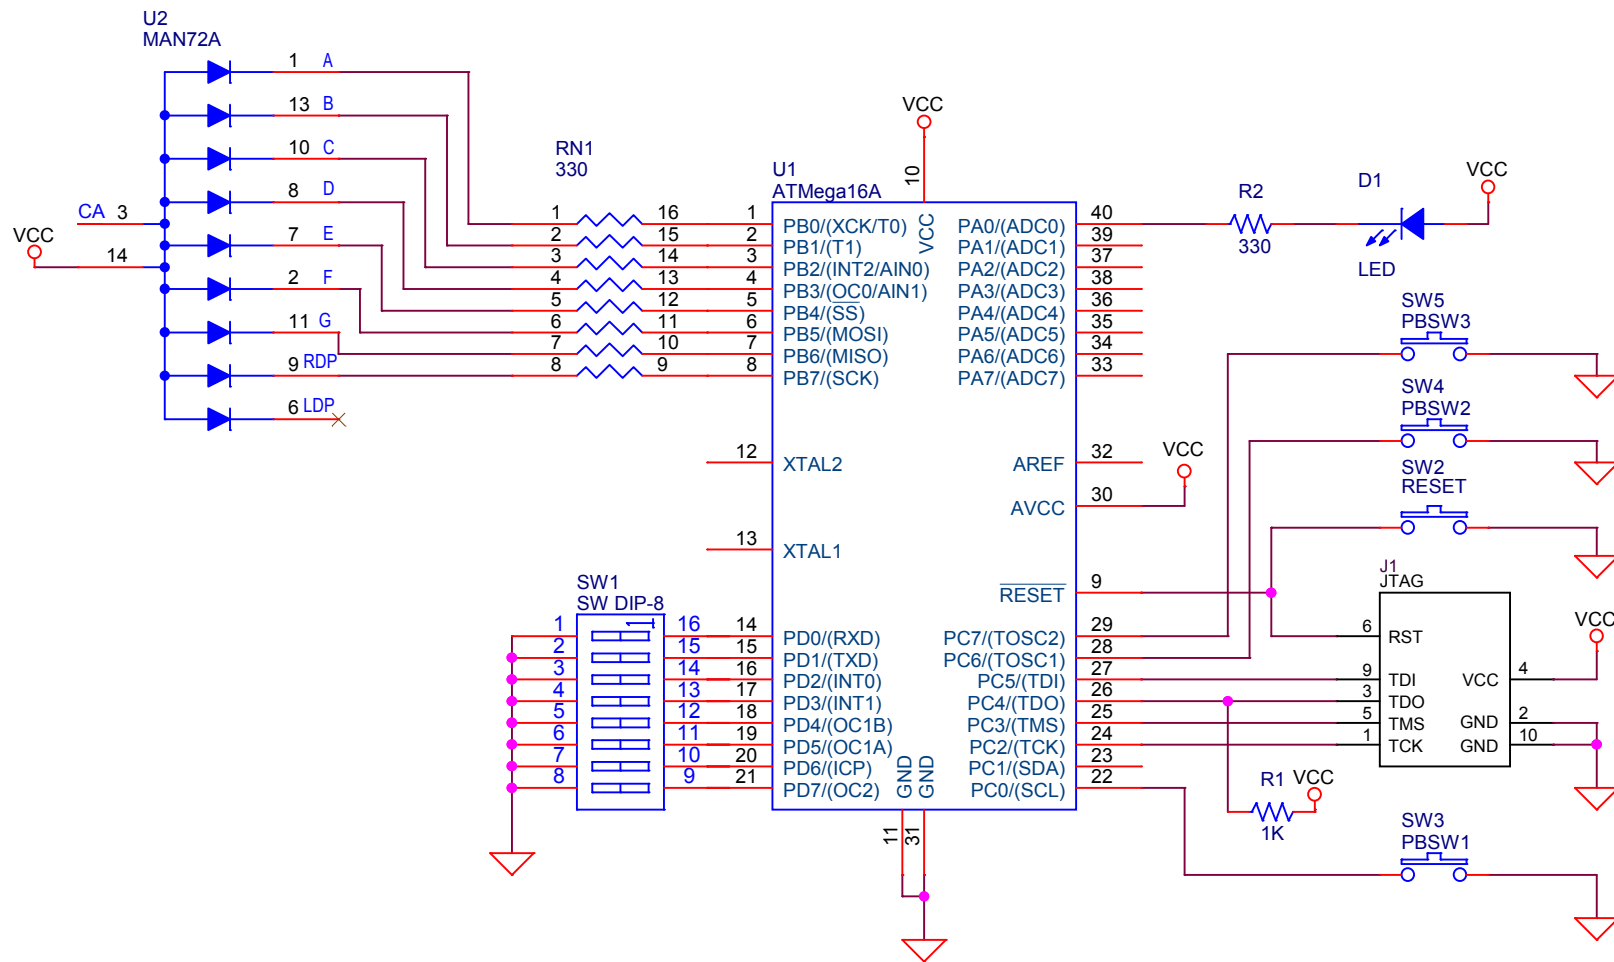 U2
MAN72A
1 A
13 B
10 C
8 D
7 E
2 F
11 G
9 RDP
6 LDP
CA 3
VCC
14
RN1
330
1 16
2 15
3 14
4 13
5 12
6 11
7 10
8 9
VCC
10
U1
ATMega16A
VCC
1 PB0/(XCK/T0)
2 PB1/(T1)
3 PB2/(INT2/AIN0)
4 PB3/(OC0/AIN1)
5 PB4/(SS)
6 PB5/(MOSI)
7 PB6/(MISO)
8 PB7/(SCK)
12 XTAL2
13 XTAL1
14 PD0/(RXD)
15 PD1/(TXD)
16 PD2/(INT0)
17 PD3/(INT1)
18 PD4/(OC1B)
19 PD5/(OC1A)
20 PD6/(ICP)
21 PD7/(OC2)
GND
GND
11
31
PA0/(ADC0) 40
PA1/(ADC1) 39
PA2/(ADC2) 37
PA3/(ADC3) 38
PA4/(ADC4) 36
PA5/(ADC5) 35
PA6/(ADC6) 34
PA7/(ADC7) 33
AREF 32
AVCC 30
VCC
RESET 9
PC7/(TOSC2) 29
PC6/(TOSC1) 28
PC5/(TDI) 27
PC4/(TDO) 26
PC3/(TMS) 25
PC2/(TCK) 24
PC1/(SDA) 23
PC0/(SCL) 22
SW1
SW DIP-8
1 16
2 15
3 14
4 13
5 12
6 11
7 10
8 9
R2
330
D1
LED
VCC
SW5
PBSW3
SW4
PBSW2
SW2
RESET
J1
JTAG
6 RST
9 TDI
3 TDO
5 TMS
1 TCK
VCC 4
GND 2
GND 10
VCC
R1
1K
VCC
SW3
PBSW1